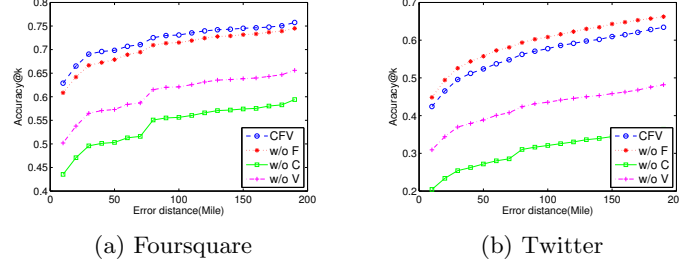 0.8
0.75
0.7
0.65
0.6
0.55
0.5
0.45
0.4
Accuracy@k
0 50 100 150 200
Error distance(Mile)
CFV
w/o F
w/o C
w/o V
(a) Foursquare
0.7
0.6
0.5
0.4
0.3
0.2
Accuracy@k
0 50 100 150 200
Error distance(Mile)
CFV
w/o F
w/o C
w/o V
(b) Twitter